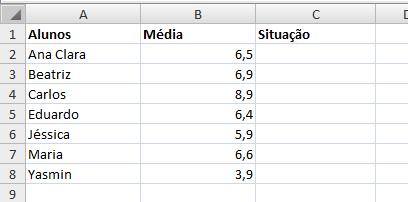 A B C
1 Alunos Média Situação
2 Ana Clara 6,5
3 Beatriz 6,9
4 Carlos 8,9
5 Eduardo 6,4
6 Jéssica 5,9
7 Maria 6,6
8 Yasmin 3,9
9